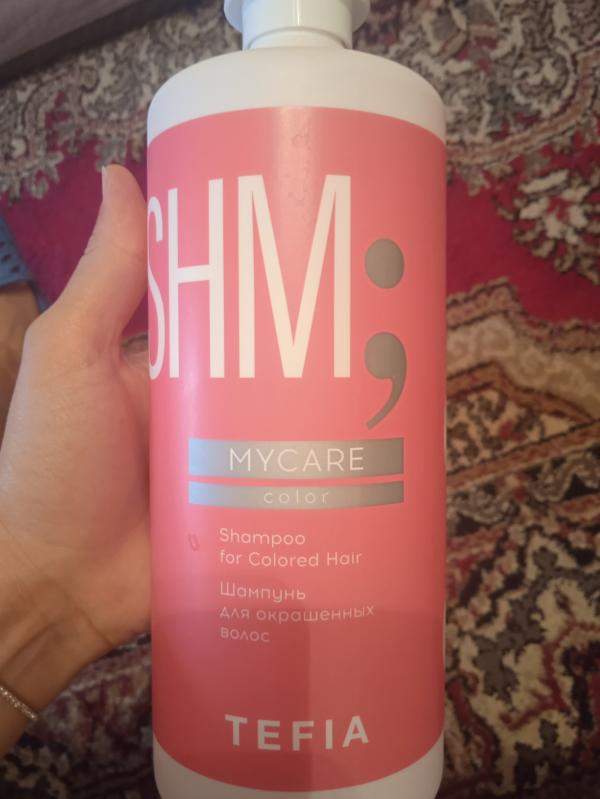 SHM;
MYCARE
color
Shampoo
for Colored Hair
Шампунь
для окрашенных
волос
TEFIA